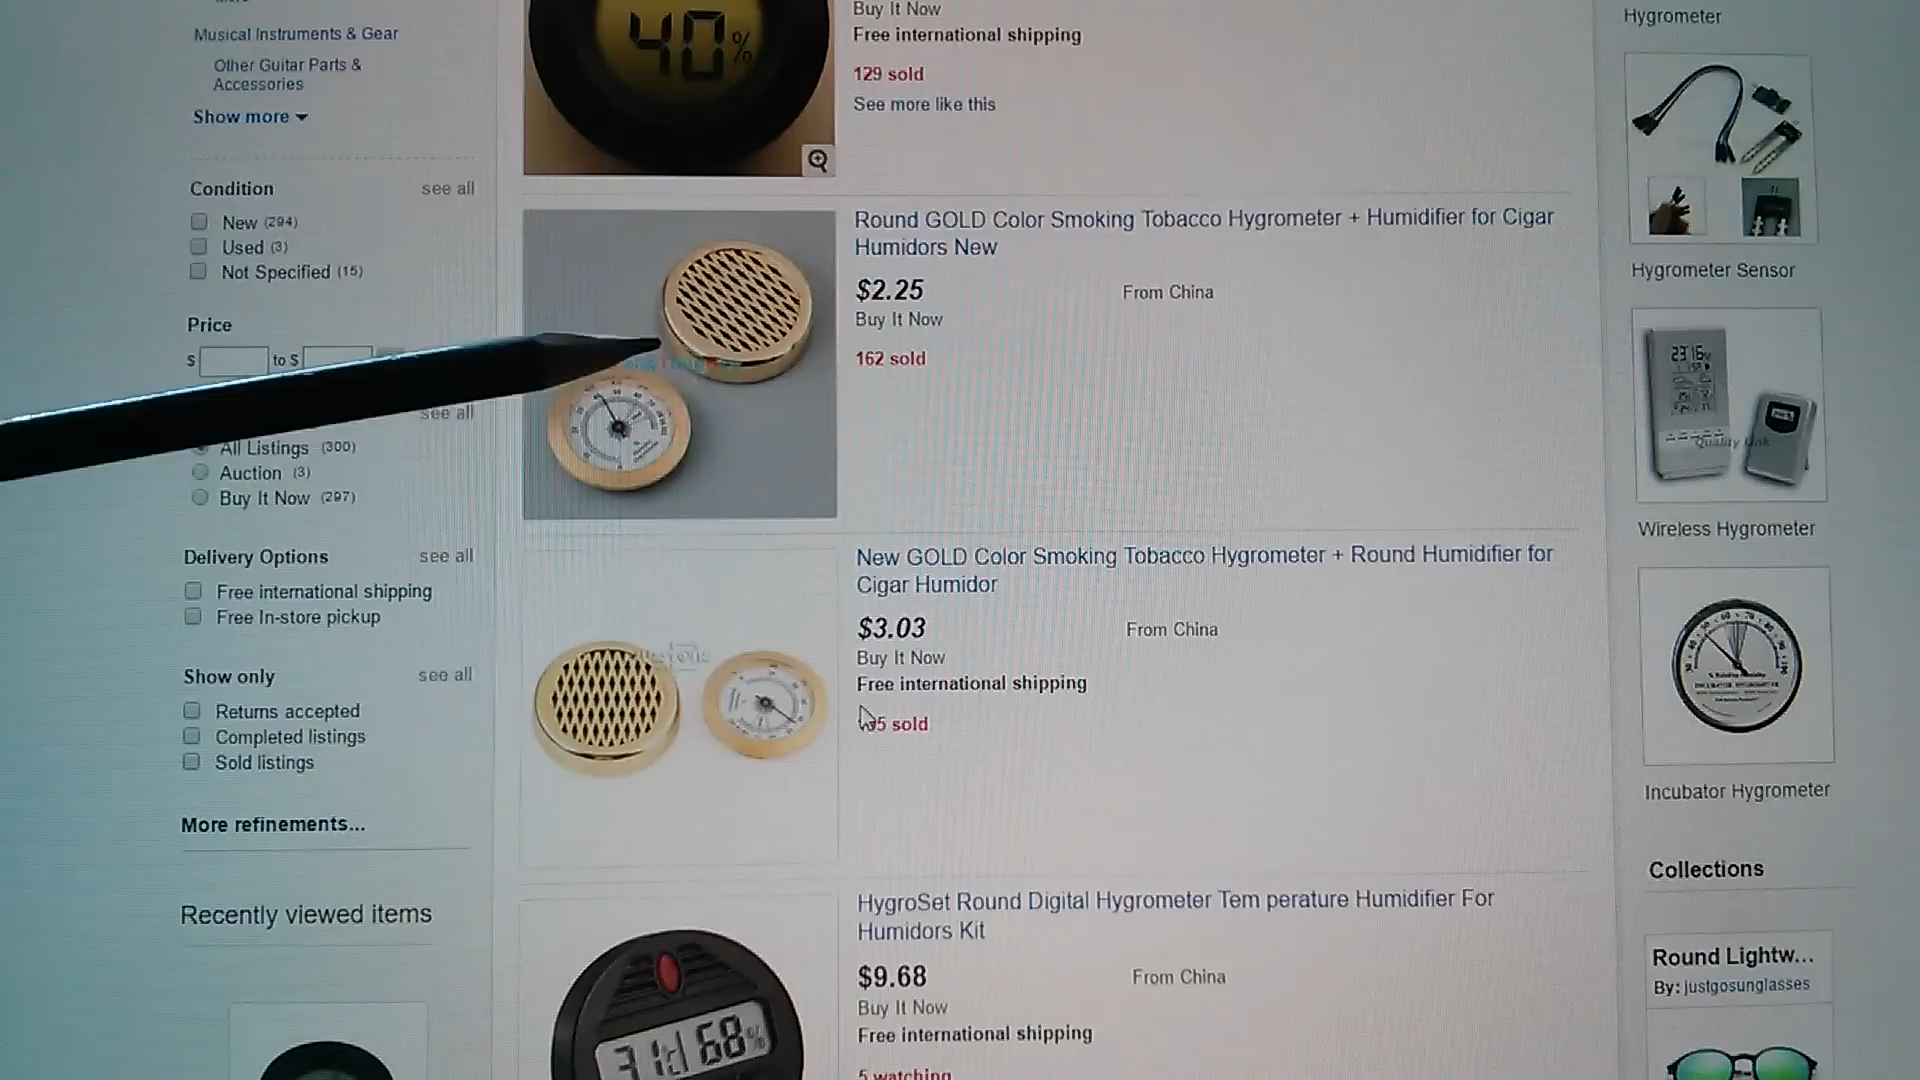 Musical Instruments & Gear
Other Guitar Parts &
Accessories
Show more
Condition see all
New (294)
Used (3)
Not Specified (15)
Price
$ to $
see all
All Listings (300)
Auction (3)
Buy It Now (297)
Delivery Options see all
Free international shipping
Free In-store pickup
Show only see all
Returns accepted
Completed listings
Sold listings
More refinements...
Recently viewed items
40%
Buy It Now
Free international shipping
129 sold
See more like this
Round GOLD Color Smoking Tobacco Hygrometer + Humidifier for Cigar
Humidors New
$2.25 From China
Buy It Now
162 sold
New GOLD Color Smoking Tobacco Hygrometer + Round Humidifier for
Cigar Humidor
$3.03 From China
Buy It Now
Free international shipping
sold
HygroSet Round Digital Hygrometer Tem perature Humidifier For
Humidors Kit
$9.68 From China
Buy It Now
Free international shipping
5 watching
68%
Hygrometer
Hygrometer Sensor
23:16
Quality Link
Wireless Hygrometer
Incubator Hygrometer
Collections
Round Lightw...
By: justgosunglasses